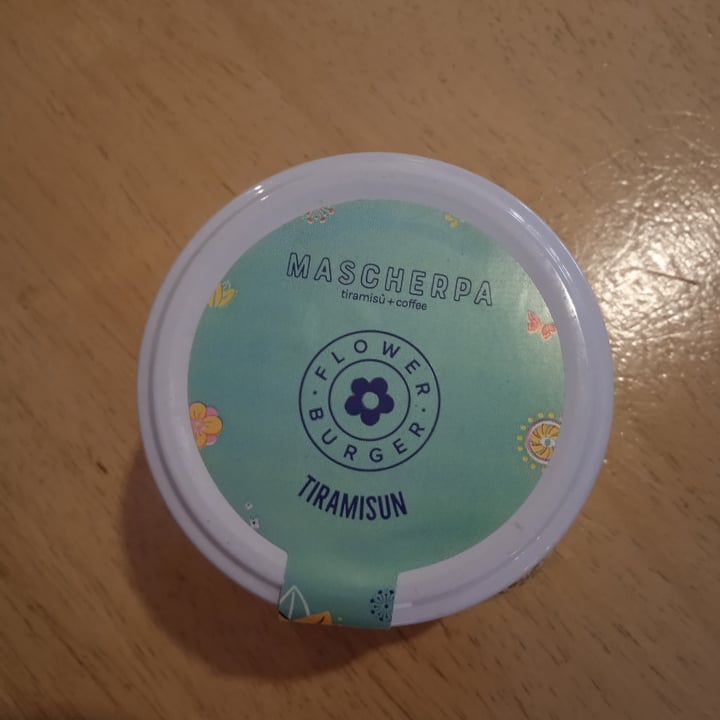 MASCHERPA
tiramisù + coffee
FLOWER
BURGER
TIRAMISUN